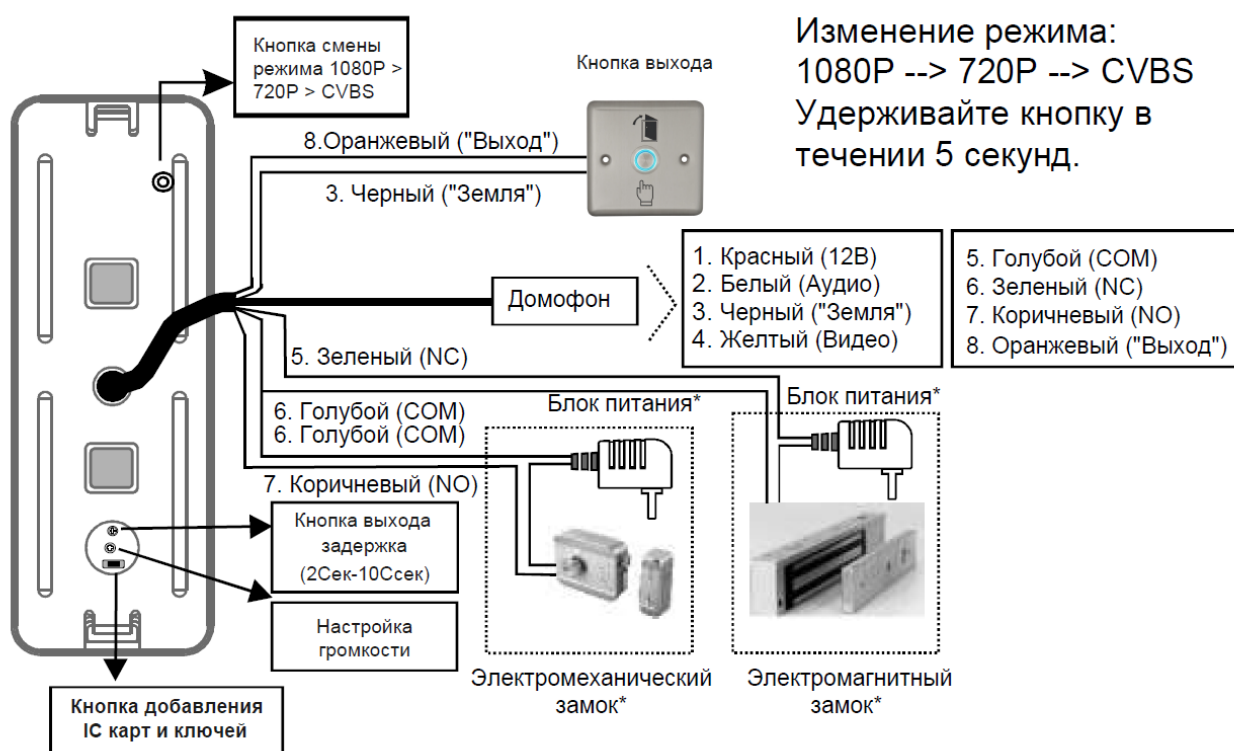 Кнопка смены
режима 1080P >
720P > CVBS
Кнопка выхода
Изменение режима:
1080P --> 720P --> CVBS
Удерживайте кнопку в
течении 5 секунд.
8.Оранжевый ("Выход")
3. Черный ("Земля")
Домофон
1. Красный (12В)
2. Белый (Аудио)
3. Черный ("Земля")
4. Желтый (Видео)
5. Голубой (COM)
6. Зеленый (NC)
7. Коричневый (NO)
8. Оранжевый ("Выход")
5. Зеленый (NC)
6. Голубой (COM)
6. Голубой (COM)
7. Коричневый (NO)
Блок питания*
Блок питания*
Кнопка выхода
задержка
(2Сек-10Ссек)
Настройка
громкости
Кнопка добавления
IC карт и ключей
Электромеханический
замок*
Электромагнитный
замок*